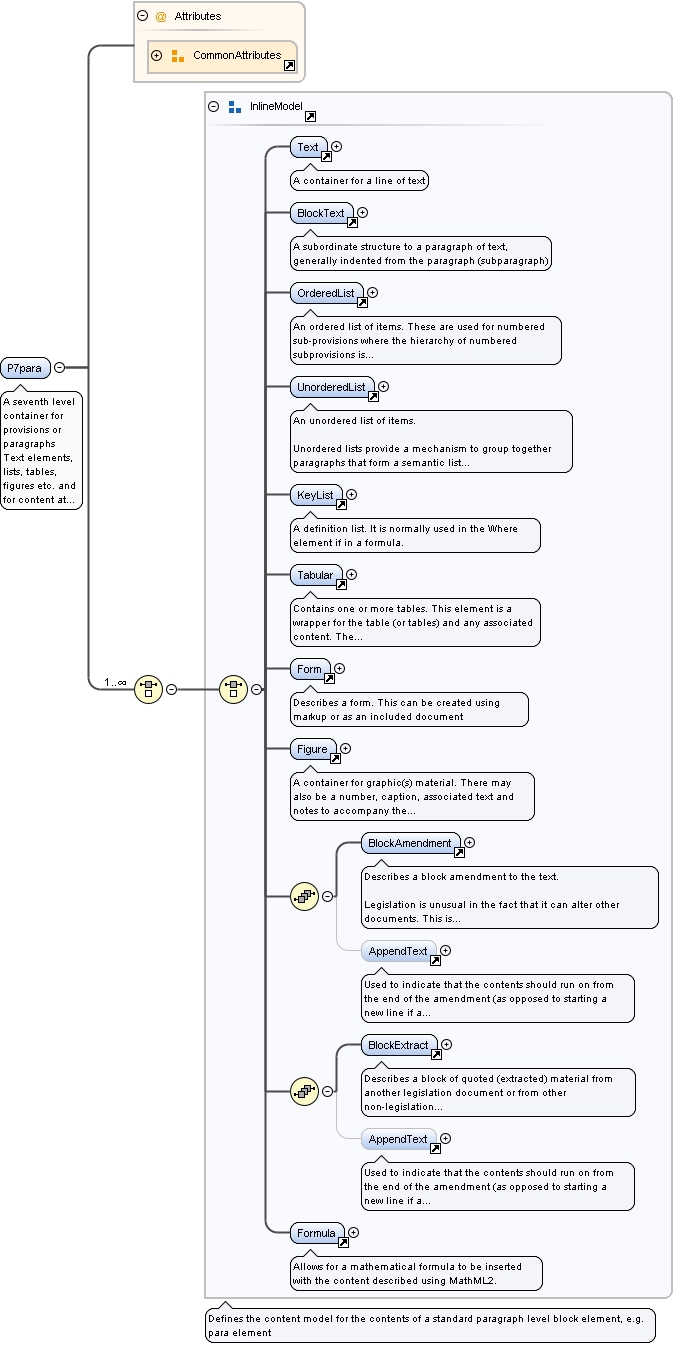 Attributes
CommonAttributes
InlineModel
Text
A container for a line of text
BlockText
A subordinate structure to a paragraph of text,
generally indented from the paragraph (subparagraph)
OrderedList
An ordered list of items. These are used for numbered
sub-provisions where the hierarchy of numbered
subprovisions is...
P7para
A seventh level
container for
provisions or
paragraphs
Text elements,
lists, tables,
figures etc. and
for content at...
UnorderedList
An unordered list of items.
Unordered lists provide a mechanism to group together
paragraphs that form a semantic list...
KeyList
A definition list. It is normally used in the Where
element if in a formula.
Tabular
Contains one or more tables. This element is a
wrapper for the table (or tables) and any associated
content. The...
1..∞
Form
Describes a form. This can be created using
markup or as an included document
Figure
A container for graphic(s) material. There may
also be a number, caption, associated text and
notes to accompany the...
BlockAmendment
Describes a block amendment to the text.
Legislation is unusual in the fact that it can alter other
documents. This is...
AppendText
Used to indicate that the contents should run on from
the end of the amendment (as opposed to starting a
new line if a...
BlockExtract
Describes a block of quoted (extracted) material from
another legislation document or from other
non-legislation...
AppendText
Used to indicate that the contents should run on from
the end of the amendment (as opposed to starting a
new line if a...
Formula
Allows for a mathematical formula to be inserted
with the content described using MathML2.
Defines the content model for the contents of a standard paragraph level block element, e.g.
para element